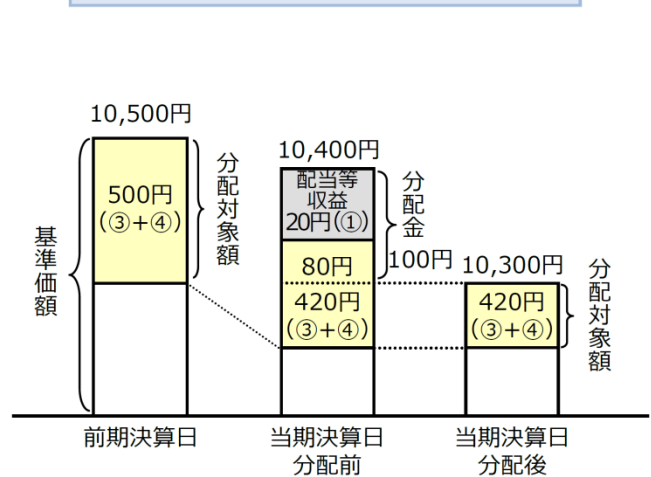 10,500円
500円
(③+④)
分配対象額
基準価額
10,400円
配当等
収益
20円(①)
分配金
80円
100円
420円
(③+④)
10,300円
420円
(③+④)
分配対象額
前期決算日
当期決算日
分配前
当期決算日
分配後